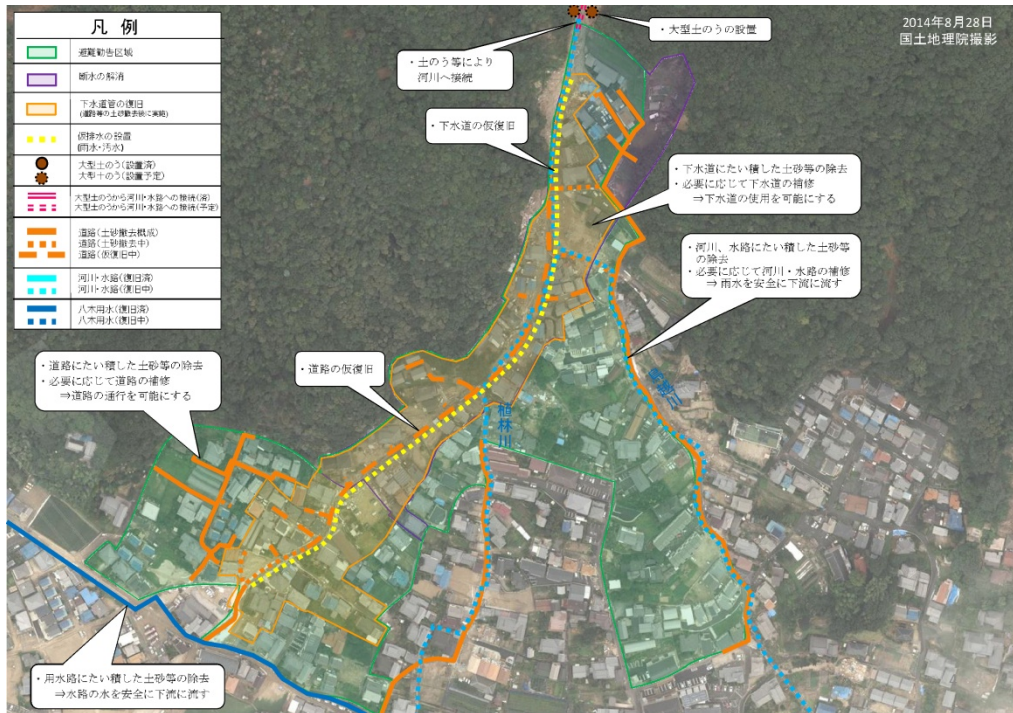 凡例
避難勧告区域
断水の解消
下水道管の復旧
(道路等の土砂撤去後に実施)
仮排水の設置
(雨水・汚水)
大型土のう(設置済)
大型土のう(設置予定)
大型土のうから河川・水路への接続(済)
大型土のうから河川・水路への接続(予定)
道路(土砂撤去概成)
道路(土砂撤去中)
道路(仮復旧中)
河川・水路(復旧済)
河川・水路(復旧中)
八木用水(復旧済)
八木用水(復旧中)
2014年8月28日
国土地理院撮影
・大型土のうの設置
・土のう等により
河川へ接続
・下水道の仮復旧
・下水道にたい積した土砂等の除去
・必要に応じて下水道の補修
⇒下水道の使用を可能にする
・河川、水路にたい積した土砂等
の除去
・必要に応じて河川・水路の補修
⇒ 雨水を安全に下流に流す
・道路にたい積した土砂等の除去
・必要に応じて道路の補修
⇒道路の通行を可能にする
・道路の仮復旧
植林川
・用水路にたい積した土砂等の除去
⇒水路の水を安全に下流に流す